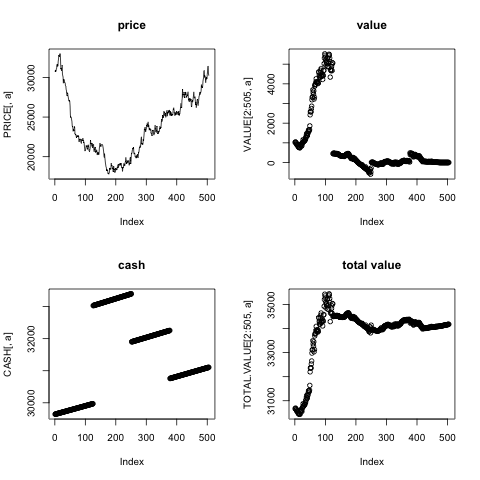 price
PRICE[, a]
20000 25000 30000
0 100 200 300 400 500
Index
value
VALUE[2:505, a]
0 2000 4000
0 100 200 300 400 500
Index
cash
CASH[, a]
30000 32000
0 100 200 300 400 500
Index
total value
TOTAL.VALUE[2:505, a]
31000 33000 35000
0 100 200 300 400 500
Index